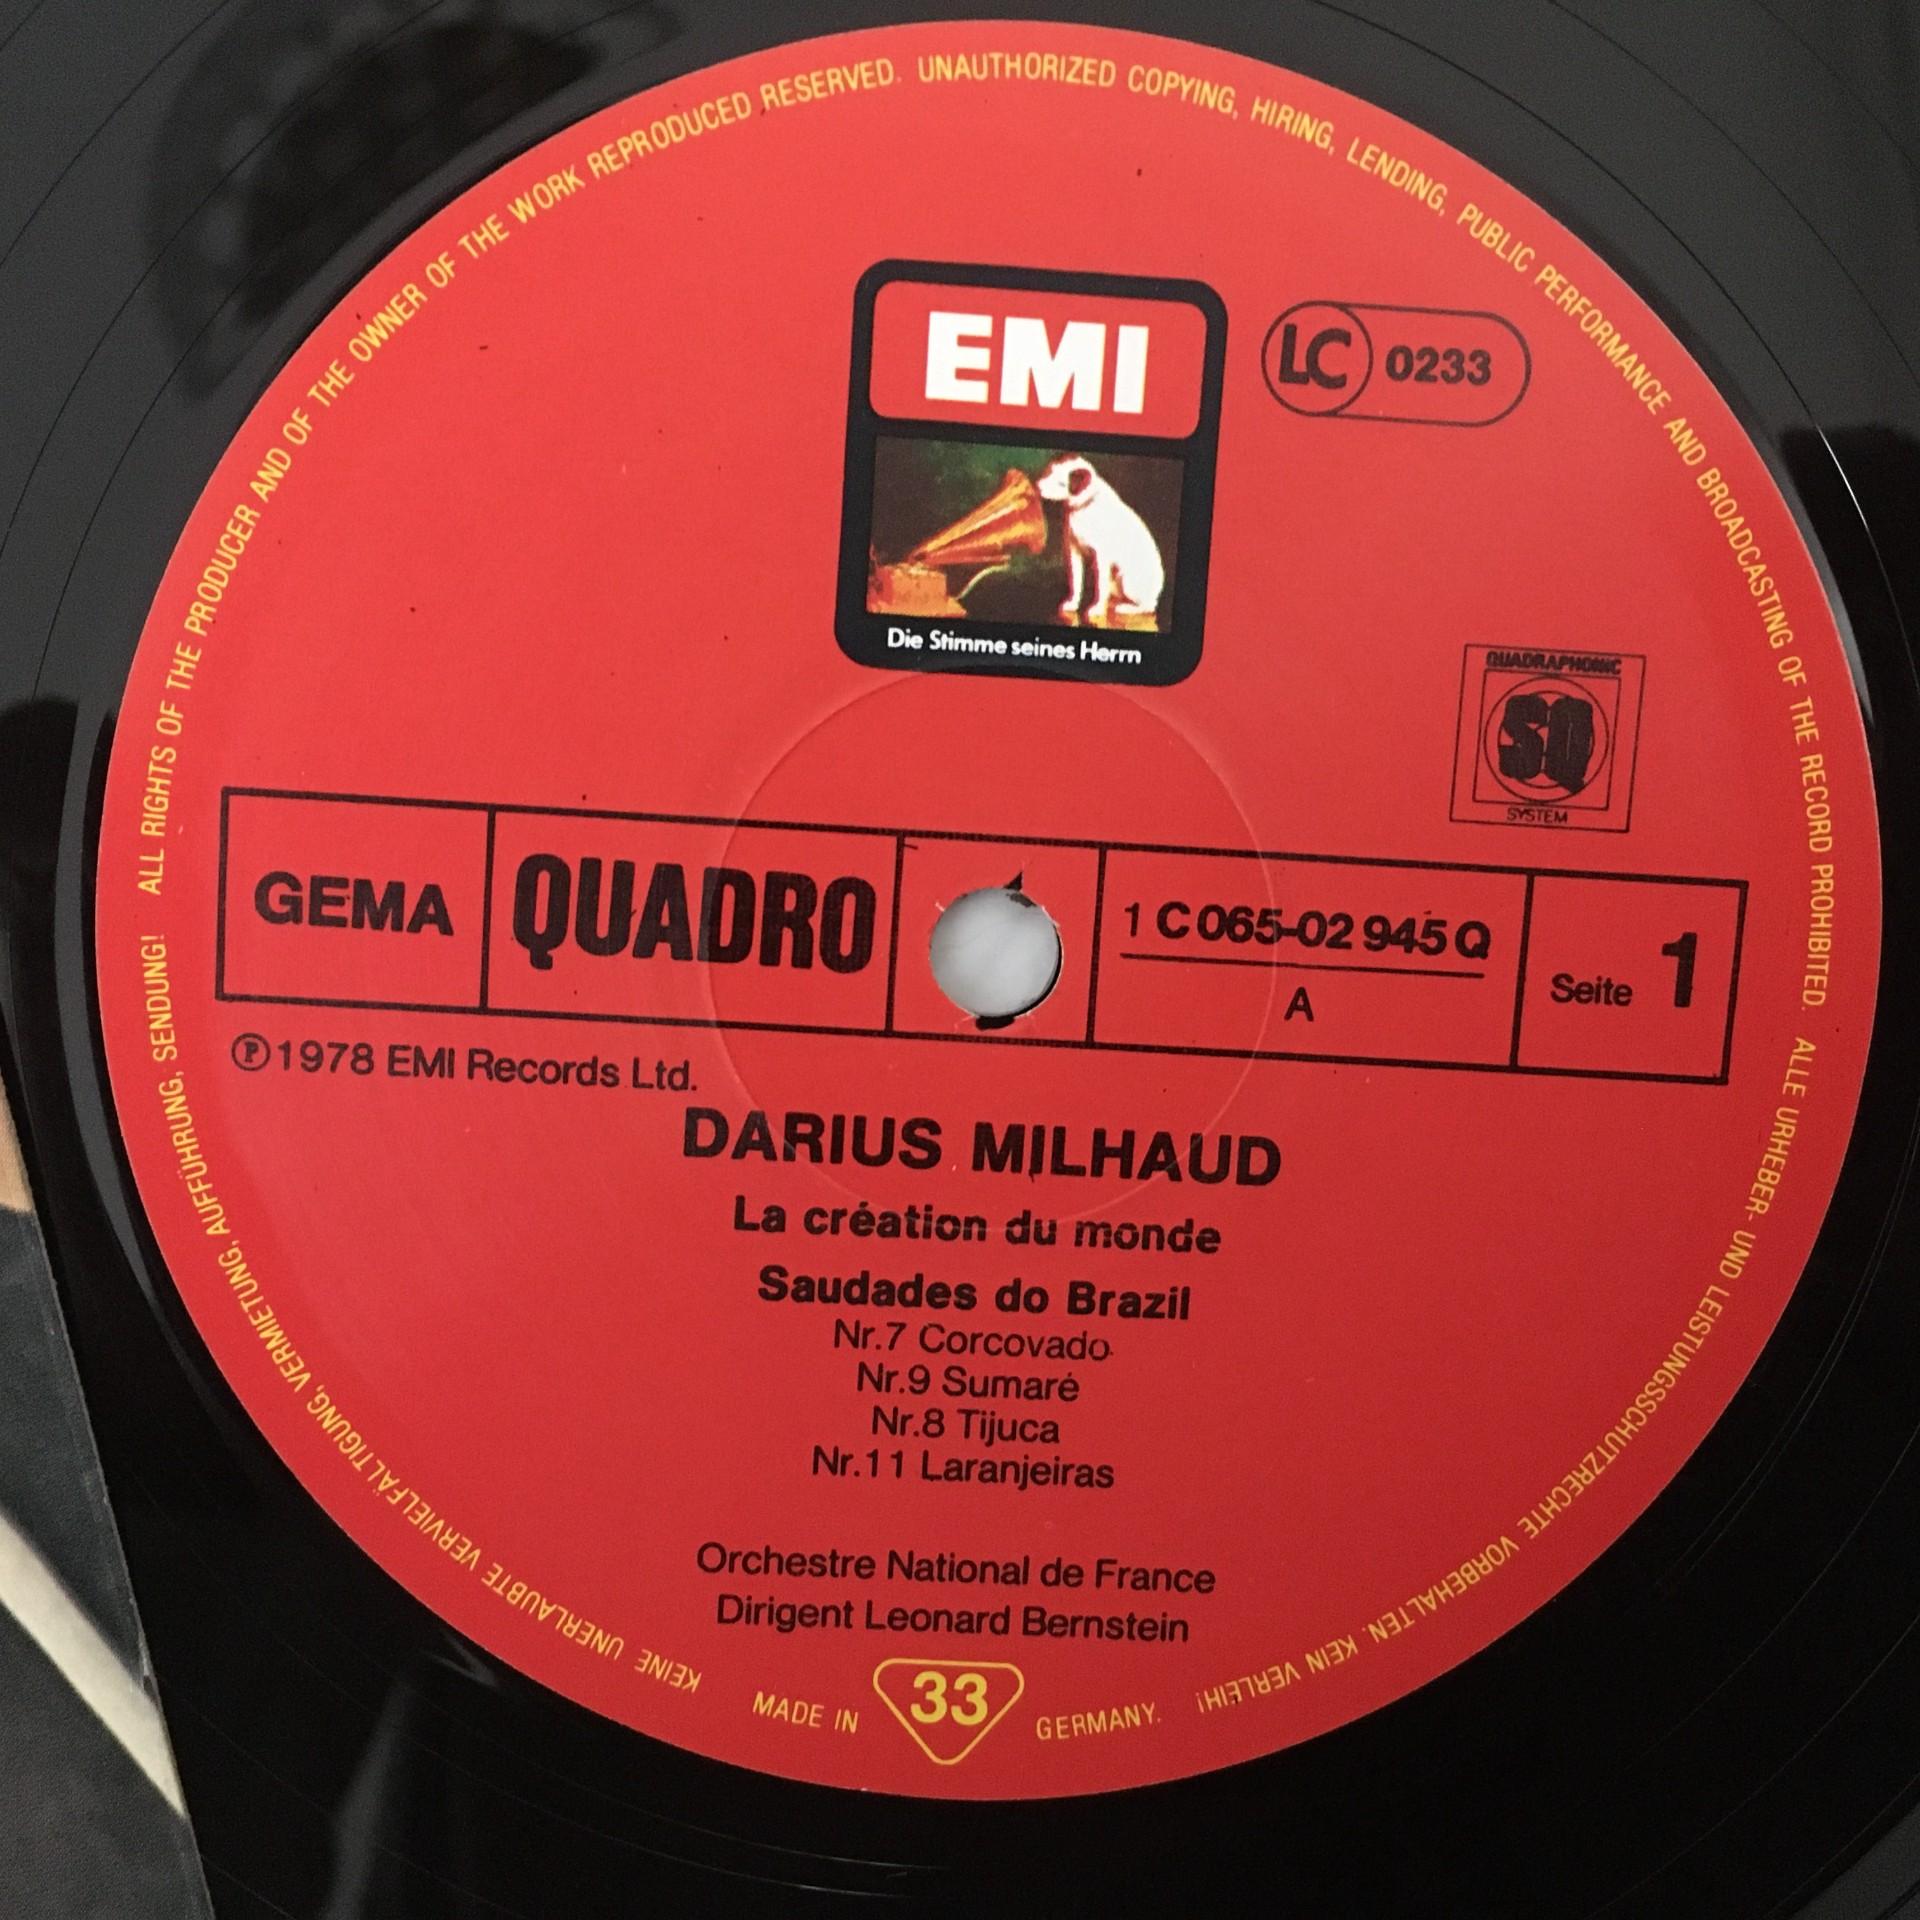 ALL RIGHTS OF THE PRODUCER AND OF THE OWNER OF THE WORK REPRODUCED RESERVED. UNAUTHORIZED COPYING, HIRING, LENDING, PUBLIC PERFORMANCE AND BROADCASTING OF THE RECORD PROHIBITED.
EMI
LC 0233
Die Stimme seines Herrn
QUADRAPHONIC
SQ
SYSTEM
GEMA
QUADRO
1 C 065-02 945 Q
A
Seite 1
Ⓟ 1978 EMI Records Ltd.
DARIUS MILHAUD
La création du monde
Saudades do Brazil
Nr.7 Corcovado
Nr.9 Sumaré
Nr.8 Tijuca
Nr.11 Laranjeiras
Orchestre National de France
Dirigent Leonard Bernstein
MADE IN 33 GERMANY.
ALLE URHEBER- UND LEISTUNGSSCHUTZRECHTE VORBEHALTEN. KEIN VERLEIH! KEINE UNERLAUBTE VERVIELFÄLTIGUNG, VERMIETUNG, AUFFÜHRUNG, SENDUNG!